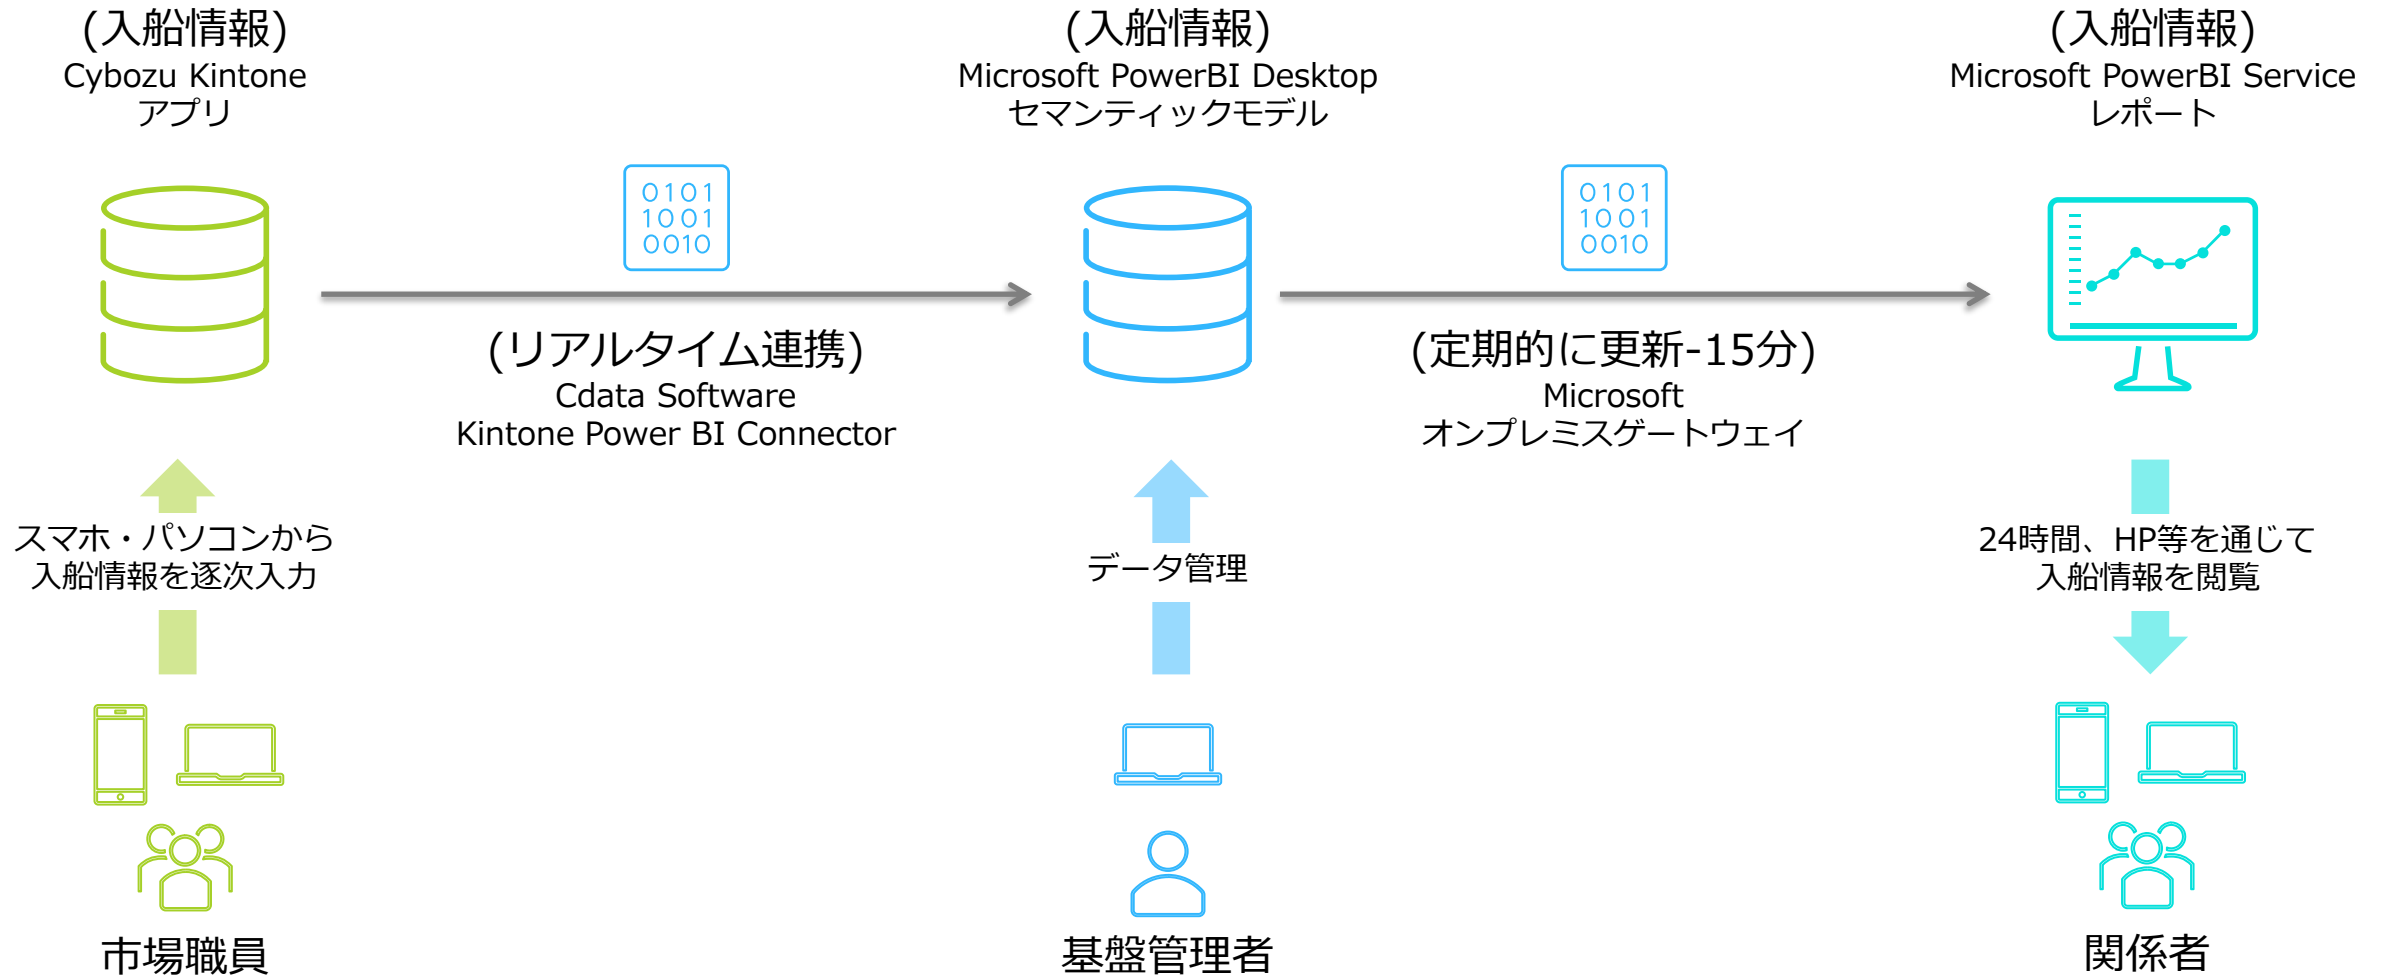 (入船情報)
Cybozu Kintone
アプリ
(入船情報)
Microsoft PowerBI Desktop
セマンティックモデル
(入船情報)
Microsoft PowerBI Service
レポート
0101
1001
0010
0101
1001
0010
(リアルタイム連携)
Cdata Software
Kintone Power BI Connector
(定期的に更新-15分)
Microsoft
オンプレミスゲートウェイ
スマホ・パソコンから
入船情報を逐次入力
データ管理
24時間、HP等を通じて
入船情報を閲覧
市場職員
基盤管理者
関係者